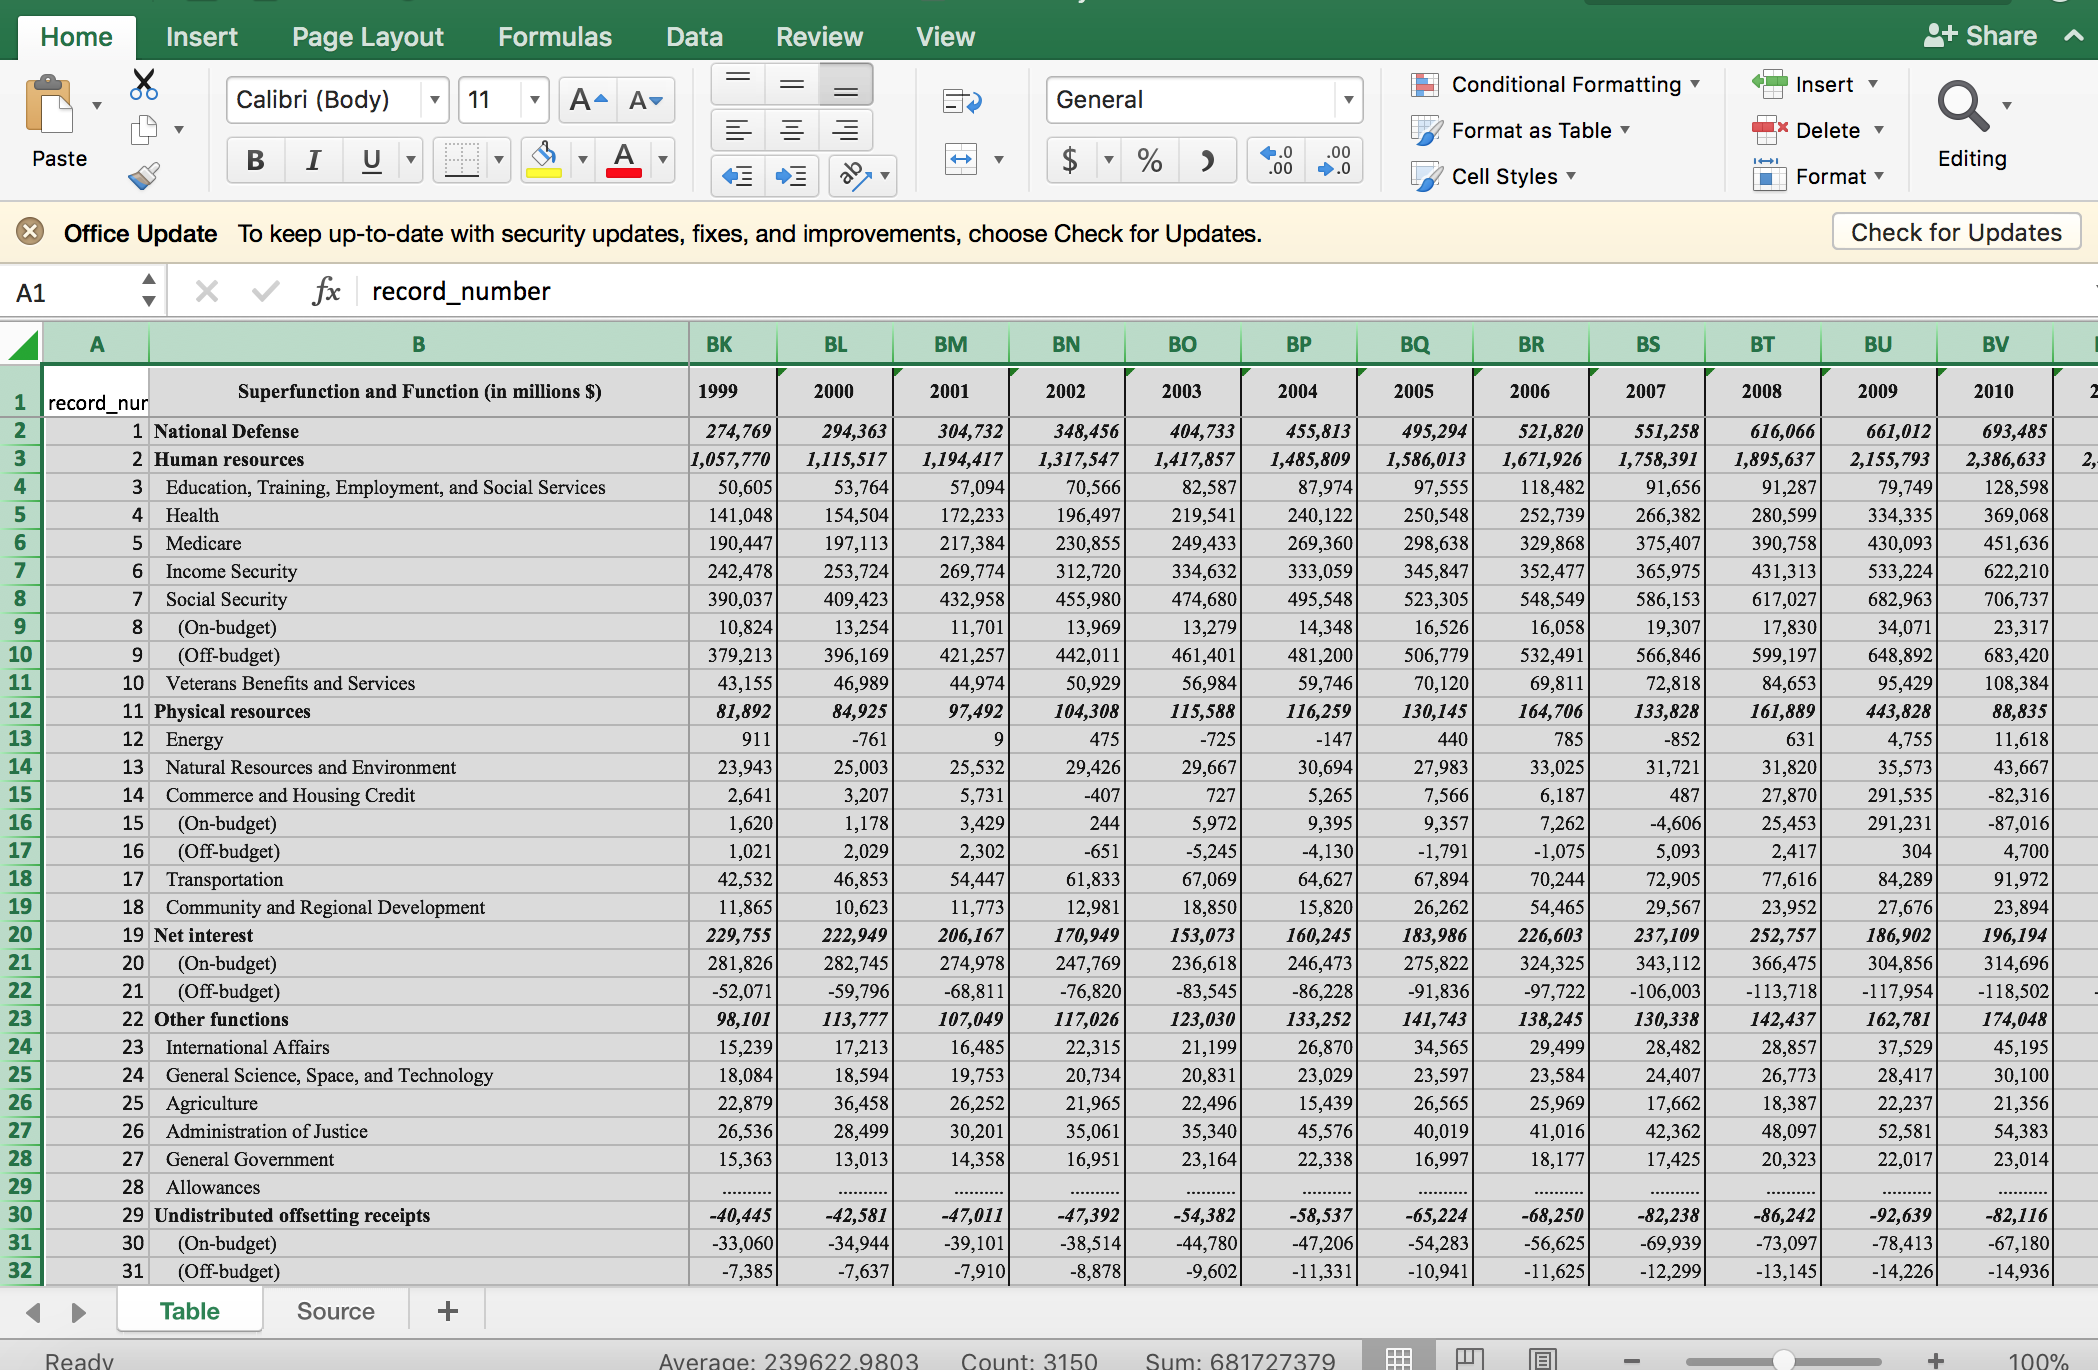 Home Insert Page Layout Formulas Data Review View Share
Paste Calibri (Body) 11 A A General Conditional Formatting Insert
B I U A ab $ % .0 .00 .00 .0 Format as Table Delete Editing
Cell Styles Format
Office Update To keep up-to-date with security updates, fixes, and improvements, choose Check for Updates. Check for Updates
A1 fx record_number
A B BK BL BM BN BO BP BQ BR BS BT BU BV
1 record_nur Superfunction and Function (in millions $) 1999 2000 2001 2002 2003 2004 2005 2006 2007 2008 2009 2010
2 1 National Defense 274,769 294,363 304,732 348,456 404,733 455,813 495,294 521,820 551,258 616,066 661,012 693,485
3 2 Human resources 1,057,770 1,115,517 1,194,417 1,317,547 1,417,857 1,485,809 1,586,013 1,671,926 1,758,391 1,895,637 2,155,793 2,386,633 2,
4 3 Education, Training, Employment, and Social Services 50,605 53,764 57,094 70,566 82,587 87,974 97,555 118,482 91,656 91,287 79,749 128,598
5 4 Health 141,048 154,504 172,233 196,497 219,541 240,122 250,548 252,739 266,382 280,599 334,335 369,068
6 5 Medicare 190,447 197,113 217,384 230,855 249,433 269,360 298,638 329,868 375,407 390,758 430,093 451,636
7 6 Income Security 242,478 253,724 269,774 312,720 334,632 333,059 345,847 352,477 365,975 431,313 533,224 622,210
8 7 Social Security 390,037 409,423 432,958 455,980 474,680 495,548 523,305 548,549 586,153 617,027 682,963 706,737
9 8 (On-budget) 10,824 13,254 11,701 13,969 13,279 14,348 16,526 16,058 19,307 17,830 34,071 23,317
10 9 (Off-budget) 379,213 396,169 421,257 442,011 461,401 481,200 506,779 532,491 566,846 599,197 648,892 683,420
11 10 Veterans Benefits and Services 43,155 46,989 44,974 50,929 56,984 59,746 70,120 69,811 72,818 84,653 95,429 108,384
12 11 Physical resources 81,892 84,925 97,492 104,308 115,588 116,259 130,145 164,706 133,828 161,889 443,828 88,835
13 12 Energy 911 -761 9 475 -725 -147 440 785 -852 631 4,755 11,618
14 13 Natural Resources and Environment 23,943 25,003 25,532 29,426 29,667 30,694 27,983 33,025 31,721 31,820 35,573 43,667
15 14 Commerce and Housing Credit 2,641 3,207 5,731 -407 727 5,265 7,566 6,187 487 27,870 291,535 -82,316
16 15 (On-budget) 1,620 1,178 3,429 244 5,972 9,395 9,357 7,262 -4,606 25,453 291,231 -87,016
17 16 (Off-budget) 1,021 2,029 2,302 -651 -5,245 -4,130 -1,791 -1,075 5,093 2,417 304 4,700
18 17 Transportation 42,532 46,853 54,447 61,833 67,069 64,627 67,894 70,244 72,905 77,616 84,289 91,972
19 18 Community and Regional Development 11,865 10,623 11,773 12,981 18,850 15,820 26,262 54,465 29,567 23,952 27,676 23,894
20 19 Net interest 229,755 222,949 206,167 170,949 153,073 160,245 183,986 226,603 237,109 252,757 186,902 196,194
21 20 (On-budget) 281,826 282,745 274,978 247,769 236,618 246,473 275,822 324,325 343,112 366,475 304,856 314,696
22 21 (Off-budget) -52,071 -59,796 -68,811 -76,820 -83,545 -86,228 -91,836 -97,722 -106,003 -113,718 -117,954 -118,502
23 22 Other functions 98,101 113,777 107,049 117,026 123,030 133,252 141,743 138,245 130,338 142,437 162,781 174,048
24 23 International Affairs 15,239 17,213 16,485 22,315 21,199 26,870 34,565 29,499 28,482 28,857 37,529 45,195
25 24 General Science, Space, and Technology 18,084 18,594 19,753 20,734 20,831 23,029 23,597 23,584 24,407 26,773 28,417 30,100
26 25 Agriculture 22,879 36,458 26,252 21,965 22,496 15,439 26,565 25,969 17,662 18,387 22,237 21,356
27 26 Administration of Justice 26,536 28,499 30,201 35,061 35,340 45,576 40,019 41,016 42,362 48,097 52,581 54,383
28 27 General Government 15,363 13,013 14,358 16,951 23,164 22,338 16,997 18,177 17,425 20,323 22,017 23,014
29 28 Allowances .......... .......... .......... .......... .......... .......... .......... .......... .......... .......... .......... ..........
30 29 Undistributed offsetting receipts -40,445 -42,581 -47,011 -47,392 -54,382 -58,537 -65,224 -68,250 -82,238 -86,242 -92,639 -82,116
31 30 (On-budget) -33,060 -34,944 -39,101 -38,514 -44,780 -47,206 -54,283 -56,625 -69,939 -73,097 -78,413 -67,180
32 31 (Off-budget) -7,385 -7,637 -7,910 -8,878 -9,602 -11,331 -10,941 -11,625 -12,299 -13,145 -14,226 -14,936
Table Source +
Ready Average: 239622.9803 Count: 3150 Sum: 681727379 100%